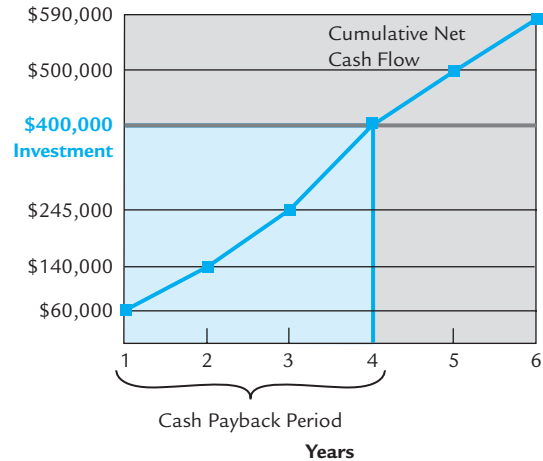 $590,000
Cumulative Net
Cash Flow
$500,000
$400,000
Investment
$245,000
$140,000
$60,000
1 2 3 4 5 6
Cash Payback Period
Years